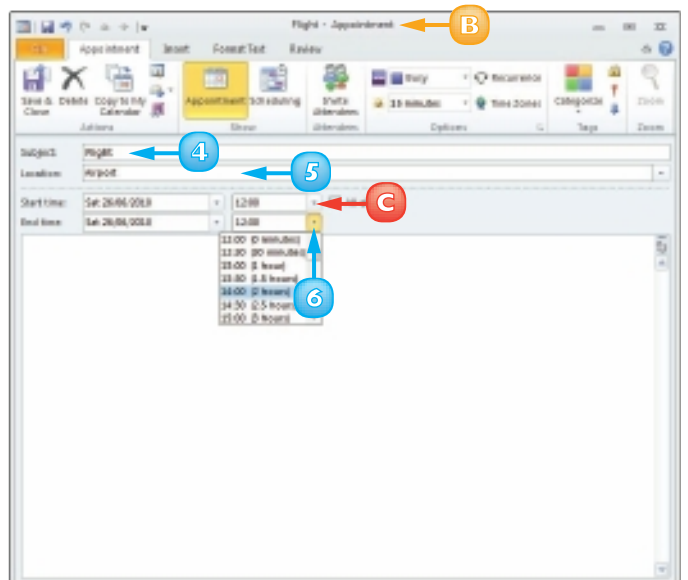 Flight - Appointment
B
Appointment Insert Format Text Review
Save & Close Delete Copy to My Calendar Appointment Scheduling Invite Attendees Busy 15 minutes Recurrence Time Zones Categorize Zoom
Actions Show Attendees Options Tags Zoom
Subject: Flight 4
Location: Airport 5
Start time: Sat 26/06/2010 12:00 C
End time: Sat 26/06/2010 12:00
12:00 (0 minutes)
12:30 (30 minutes)
13:00 (1 hour)
13:30 (1.5 hours)
14:00 (2 hours) 6
14:30 (2.5 hours)
15:00 (3 hours)